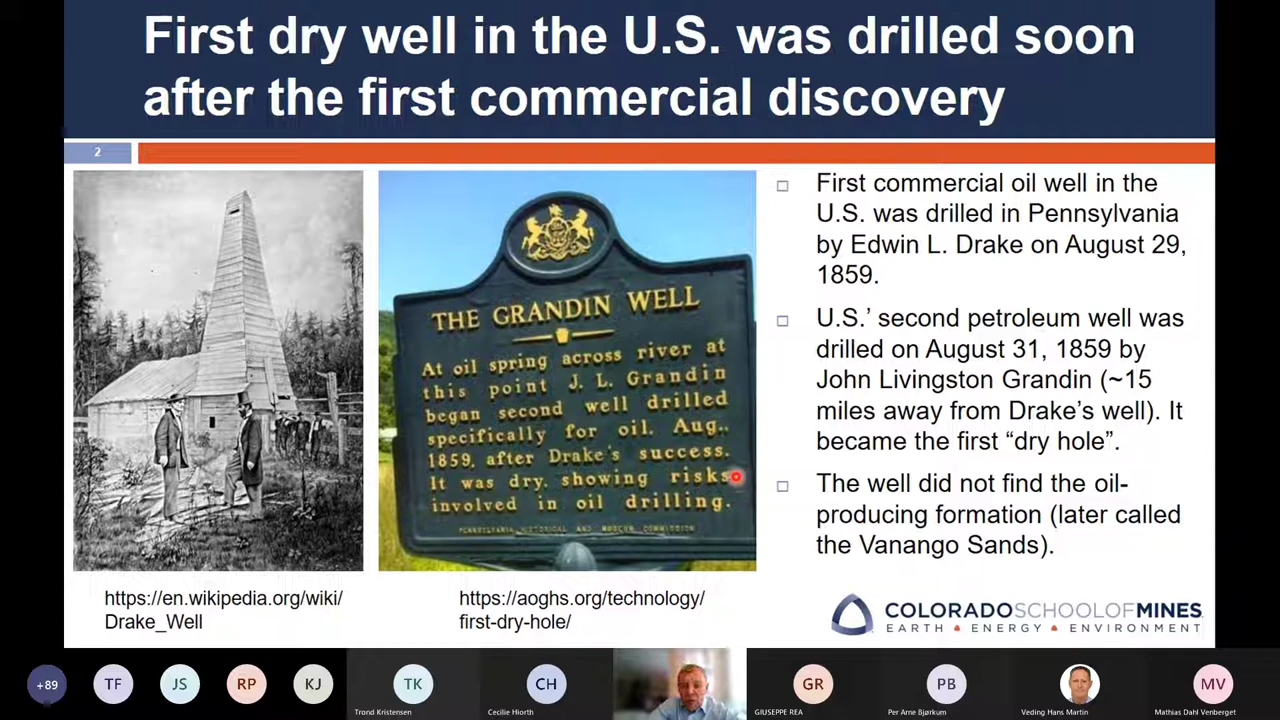 First dry well in the U.S. was drilled soon
after the first commercial discovery
2
THE GRANDIN WELL
At oil spring across river at
this point J. L. Grandin
began second well drilled
specifically for oil. Aug.,
1859, after Drake's success.
It was dry, showing risks
involved in oil drilling.
PENNSYLVANIA HISTORICAL AND MUSEUM COMMISSION
First commercial oil well in the
U.S. was drilled in Pennsylvania
by Edwin L. Drake on August 29,
1859.
U.S.’ second petroleum well was
drilled on August 31, 1859 by
John Livingston Grandin (~15
miles away from Drake’s well). It
became the first “dry hole”.
The well did not find the oil-
producing formation (later called
the Vanango Sands).
https://en.wikipedia.org/wiki/
Drake_Well
https://aoghs.org/technology/
first-dry-hole/
COLORADOSCHOOLOFMINES
EARTH • ENERGY • ENVIRONMENT
+89
TF
JS
RP
KJ
TK
Trond Kristensen
CH
Cecilie Hiorth
GR
GIUSEPPE REA
PB
Per Arne Bjørkum
Veding Hans Martin
MV
Mathias Dahl Venberget